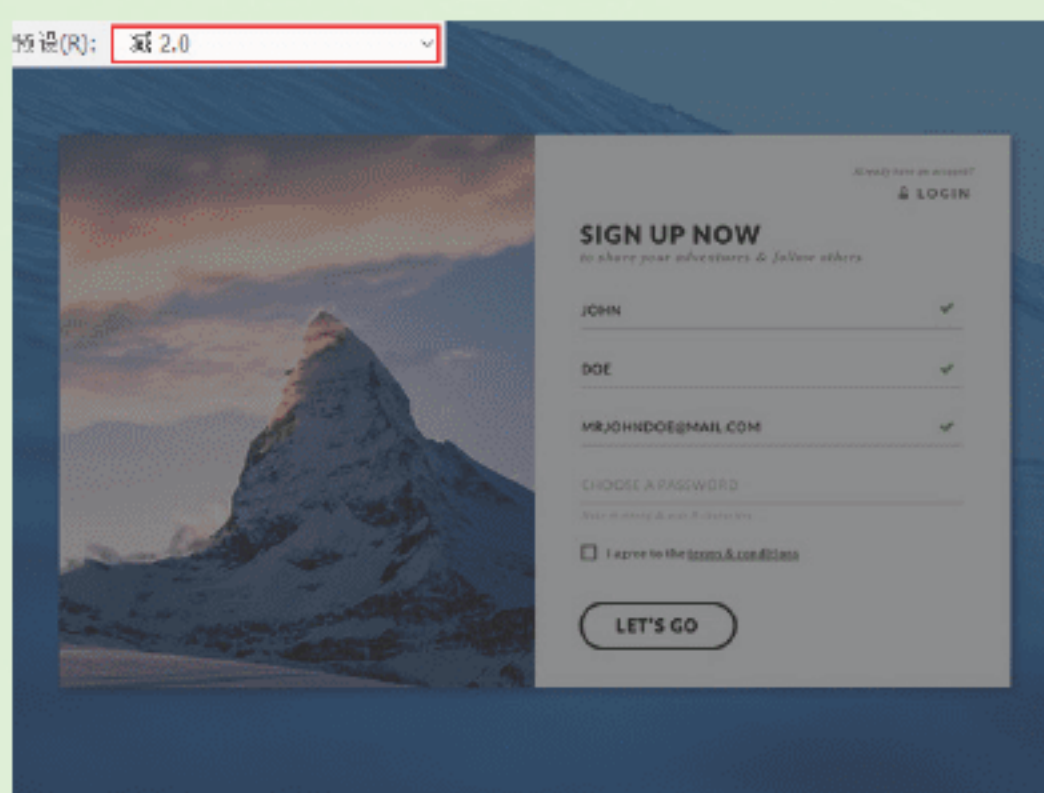 预设(R): 减 2.0
Already have an account?
LOGIN
SIGN UP NOW
to share your adventures & follow others
JOHN
DOE
MRJOHNDOE@MAIL.COM
CHOOSE A PASSWORD
I agree to the terms & conditions
LET'S GO